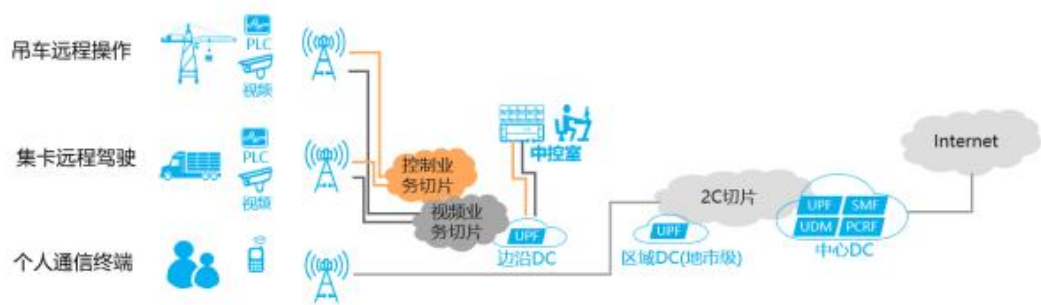 吊车远程操作
PLC
视频
集卡远程驾驶
PLC
视频
个人通信终端
控制业
务切片
视频业
务切片
中控室
UPF
边沿DC
UPF
区域DC(地市级)
2C切片
UPF
SMF
UDM
PCRF
中心DC
Internet